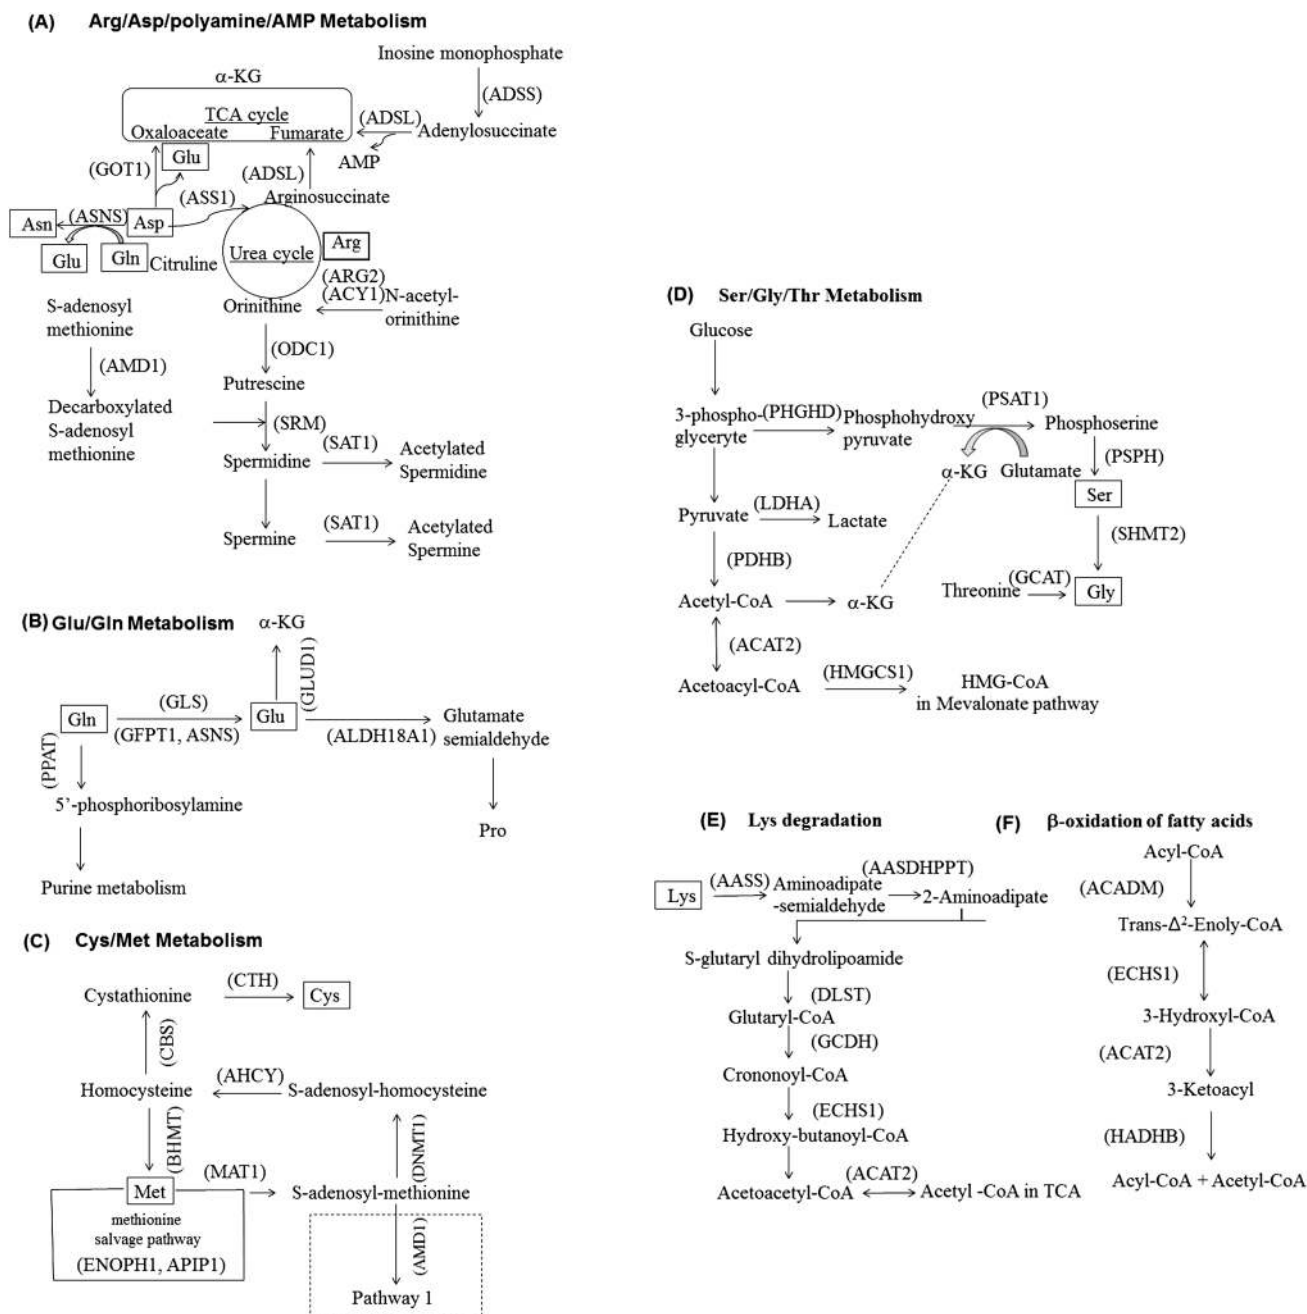 (A) Arg/Asp/polyamine/AMP Metabolism
Inosine monophosphate
(ADSS)
α-KG
TCA cycle
Oxaloaceate Fumarate
(ADSL)
Adenylosuccinate
AMP
(GOT1)
Glu
(ADSL)
(ASS1)
Arginosuccinate
Asn
(ASNS)
Asp
Glu
Gln
Citruline
Urea cycle
Arg
(ARG2)
(ACY1)
Orinithine
N-acetyl-
orinithine
S-adenosyl
methionine
(AMD1)
Decarboxylated
S-adenosyl
methionine
(ODC1)
Putrescine
(SRM)
Spermidine
(SAT1)
Acetylated
Spermidine
Spermine
(SAT1)
Acetylated
Spermine
(B) Glu/Gln Metabolism
α-KG
(GLUD1)
Gln
(GLS)
(GFPT1, ASNS)
Glu
(ALDH18A1)
Glutamate
semialdehyde
Pro
(PPAT)
5’-phosphoribosylamine
Purine metabolism
(C) Cys/Met Metabolism
Cystathionine
(CTH)
Cys
(CBS)
Homocysteine
(AHCY)
S-adenosyl-homocysteine
(BHMT)
(DNMT1)
Met
(MAT1)
S-adenosyl-methionine
methionine
salvage pathway
(ENOPH1, APIP1)
(AMD1)
Pathway 1
(D) Ser/Gly/Thr Metabolism
Glucose
3-phospho-
glyceryte
(PHGHD)
Phosphohydroxy
pyruvate
(PSAT1)
Phosphoserine
α-KG
Glutamate
(PSPH)
Ser
(SHMT2)
Pyruvate
(LDHA)
Lactate
(PDHB)
Threonine
(GCAT)
Gly
Acetyl-CoA
α-KG
(ACAT2)
Acetoacyl-CoA
(HMGCS1)
HMG-CoA
in Mevalonate pathway
(E) Lys degradation
Lys
(AASS)
Aminoadipate
-semialdehyde
(AASDHPPT)
2-Aminoadipate
S-glutaryl dihydrolipoamide
(DLST)
Glutaryl-CoA
(GCDH)
Crononoyl-CoA
(ECHS1)
Hydroxy-butanoyl-CoA
Acetoacetyl-CoA
(ACAT2)
Acetyl -CoA in TCA
(F) β-oxidation of fatty acids
Acyl-CoA
(ACADM)
Trans-Δ²-Enoly-CoA
(ECHS1)
3-Hydroxyl-CoA
(ACAT2)
3-Ketoacyl
(HADHB)
Acyl-CoA + Acetyl-CoA